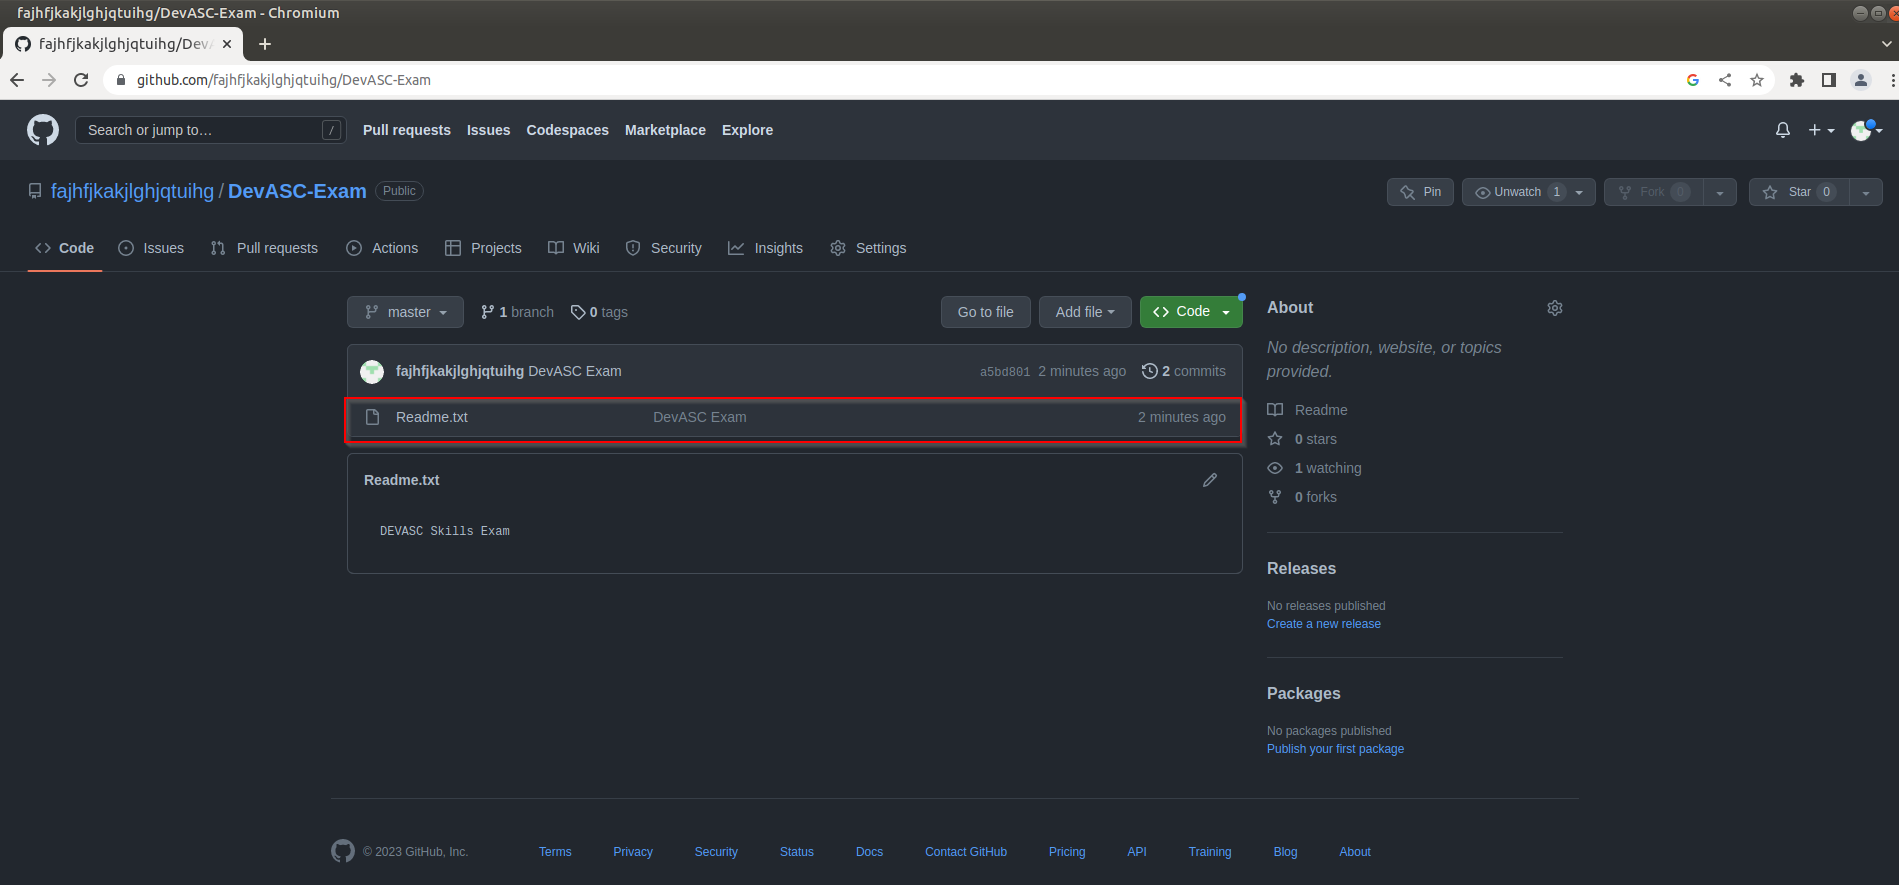 fajhfjkakjlghjqtuihg/DevASC-Exam - Chromium
fajhfjkakjlghjqtuihg/Dev
github.com/fajhfjkakjlghjqtuihg/DevASC-Exam
Search or jump to… / Pull requests Issues Codespaces Marketplace Explore
fajhfjkakjlghjqtuihg / DevASC-Exam Public Pin Unwatch 1 Fork 0 Star 0
Code Issues Pull requests Actions Projects Wiki Security Insights Settings
master 1 branch 0 tags Go to file Add file Code
fajhfjkakjlghjqtuihg DevASC Exam a5bd801 2 minutes ago 2 commits
Readme.txt DevASC Exam 2 minutes ago
Readme.txt
DEVASC Skills Exam
About
No description, website, or topics
provided.
Readme
0 stars
1 watching
0 forks
Releases
No releases published
Create a new release
Packages
No packages published
Publish your first package
© 2023 GitHub, Inc. Terms Privacy Security Status Docs Contact GitHub Pricing API Training Blog About